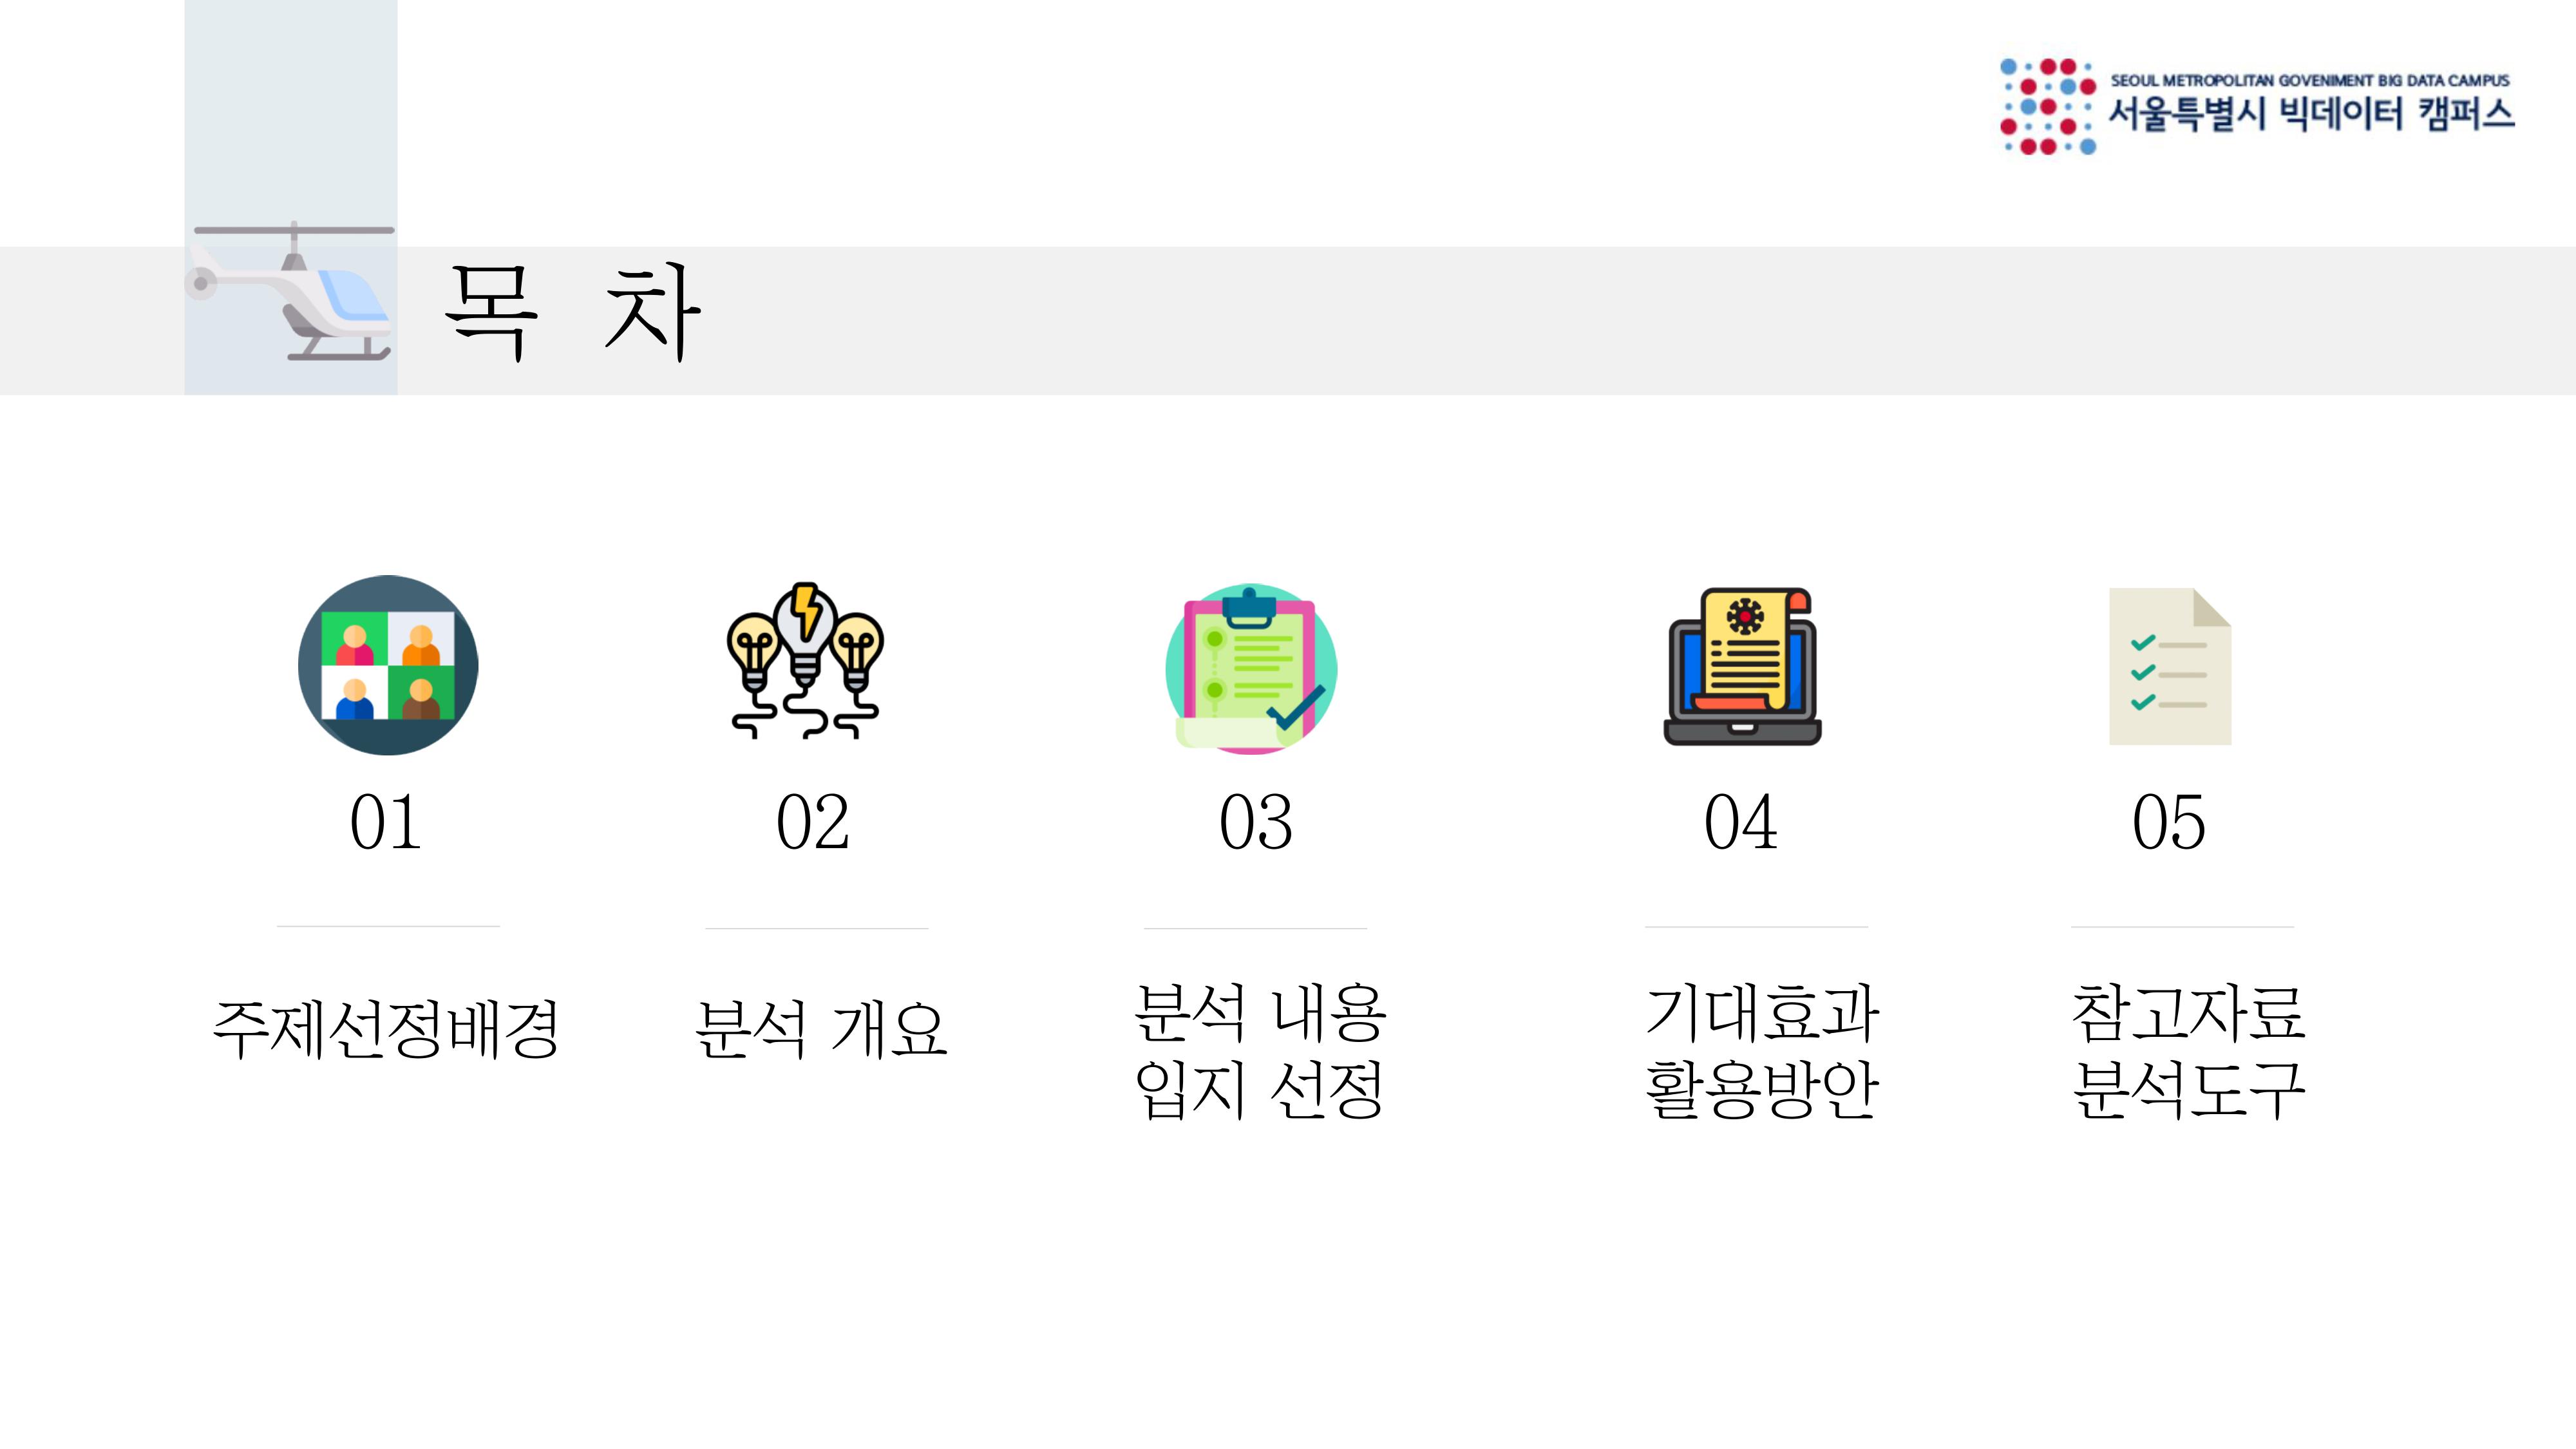 SEOUL METROPOLITAN GOVENIMENT BIG DATA CAMPUS
서울특별시 빅데이터 캠퍼스
목 차
01
주제선정배경
02
분석 개요
03
분석 내용
입지 선정
04
기대효과
활용방안
05
참고자료
분석도구